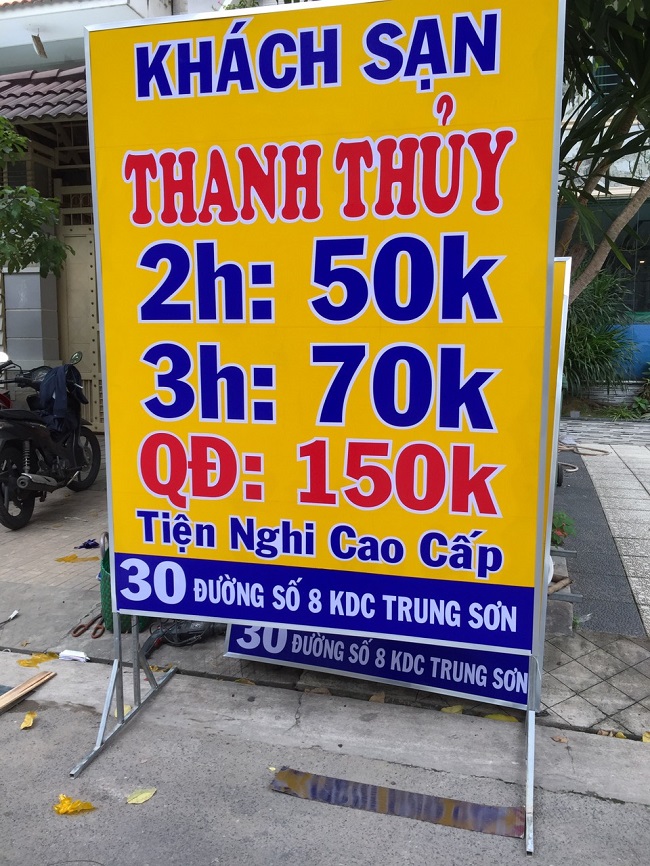 KHÁCH SẠN
THANH THỦY
2h: 50k
3h: 70k
QĐ: 150k
Tiện Nghi Cao Cấp
30 ĐƯỜNG SỐ 8 KDC TRUNG SƠN
30 ĐƯỜNG SỐ 8 KDC TRUNG SƠN